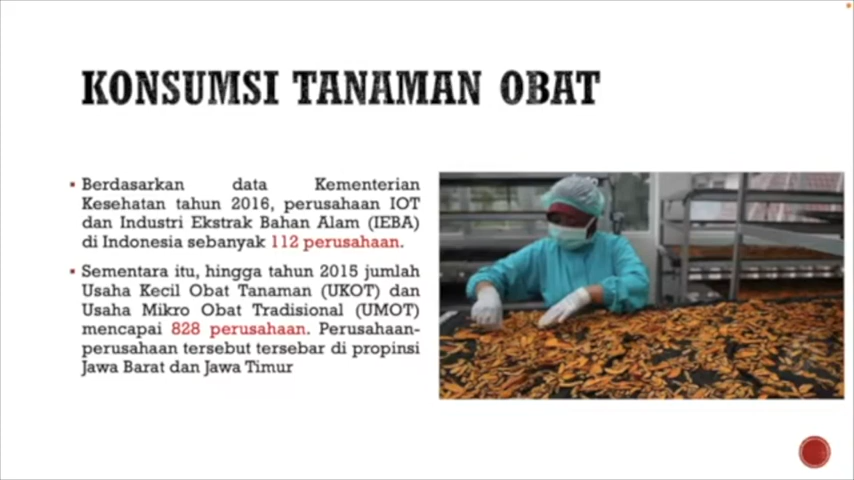 KONSUMSI TANAMAN OBAT
▪ Berdasarkan data Kementerian
Kesehatan tahun 2016, perusahaan IOT
dan Industri Ekstrak Bahan Alam (IEBA)
di Indonesia sebanyak 112 perusahaan.
▪ Sementara itu, hingga tahun 2015 jumlah
Usaha Kecil Obat Tanaman (UKOT) dan
Usaha Mikro Obat Tradisional (UMOT)
mencapai 828 perusahaan. Perusahaan-
perusahaan tersebut tersebar di propinsi
Jawa Barat dan Jawa Timur